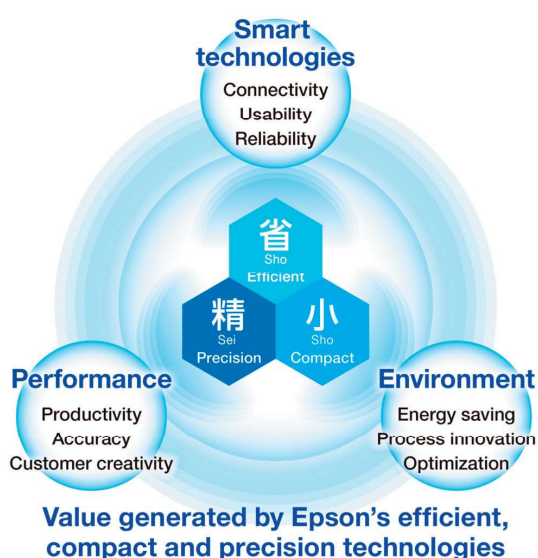 Smart
technologies
Connectivity
Usability
Reliability
省
Sho
Efficient
精
Sei
Precision
小
Sho
Compact
Performance
Productivity
Accuracy
Customer creativity
Environment
Energy saving
Process innovation
Optimization
Value generated by Epson's efficient,
compact and precision technologies